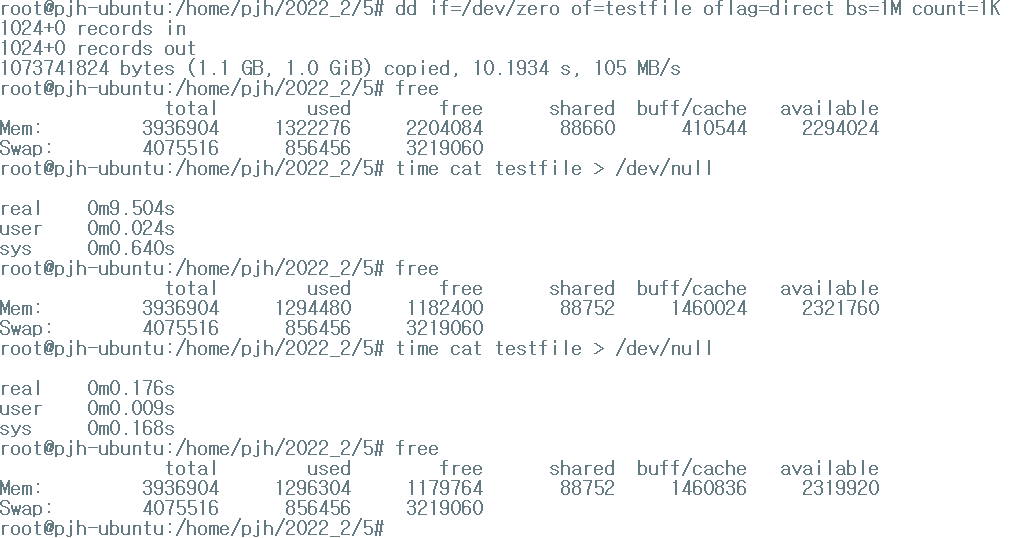 root@pjh-ubuntu:/home/pjh/2022_2/5# dd if=/dev/zero of=testfile oflag=direct bs=1M count=1K
1024+0 records in
1024+0 records out
1073741824 bytes (1.1 GB, 1.0 GiB) copied, 10.1934 s, 105 MB/s
root@pjh-ubuntu:/home/pjh/2022_2/5# free
total used free shared buff/cache available
Mem: 3936904 1322276 2204084 88660 410544 2294024
Swap: 4075516 856456 3219060
root@pjh-ubuntu:/home/pjh/2022_2/5# time cat testfile > /dev/null
real 0m9.504s
user 0m0.024s
sys 0m0.640s
root@pjh-ubuntu:/home/pjh/2022_2/5# free
total used free shared buff/cache available
Mem: 3936904 1294480 1182400 88752 1460024 2321760
Swap: 4075516 856456 3219060
root@pjh-ubuntu:/home/pjh/2022_2/5# time cat testfile > /dev/null
real 0m0.176s
user 0m0.009s
sys 0m0.168s
root@pjh-ubuntu:/home/pjh/2022_2/5# free
total used free shared buff/cache available
Mem: 3936904 1296304 1179764 88752 1460836 2319920
Swap: 4075516 856456 3219060
root@pjh-ubuntu:/home/pjh/2022_2/5#